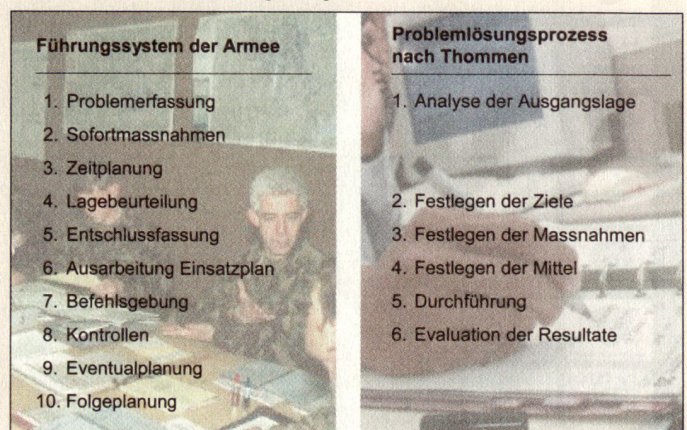 Führungssystem der Armee
1. Problemerfassung
2. Sofortmassnahmen
3. Zeitplanung
4. Lagebeurteilung
5. Entschlussfassung
6. Ausarbeitung Einsatzplan
7. Befehlsgebung
8. Kontrollen
9. Eventualplanung
10. Folgeplanung
Problemlösungsprozess
nach Thommen
1. Analyse der Ausgangslage
2. Festlegen der Ziele
3. Festlegen der Massnahmen
4. Festlegen der Mittel
5. Durchführung
6. Evaluation der Resultate